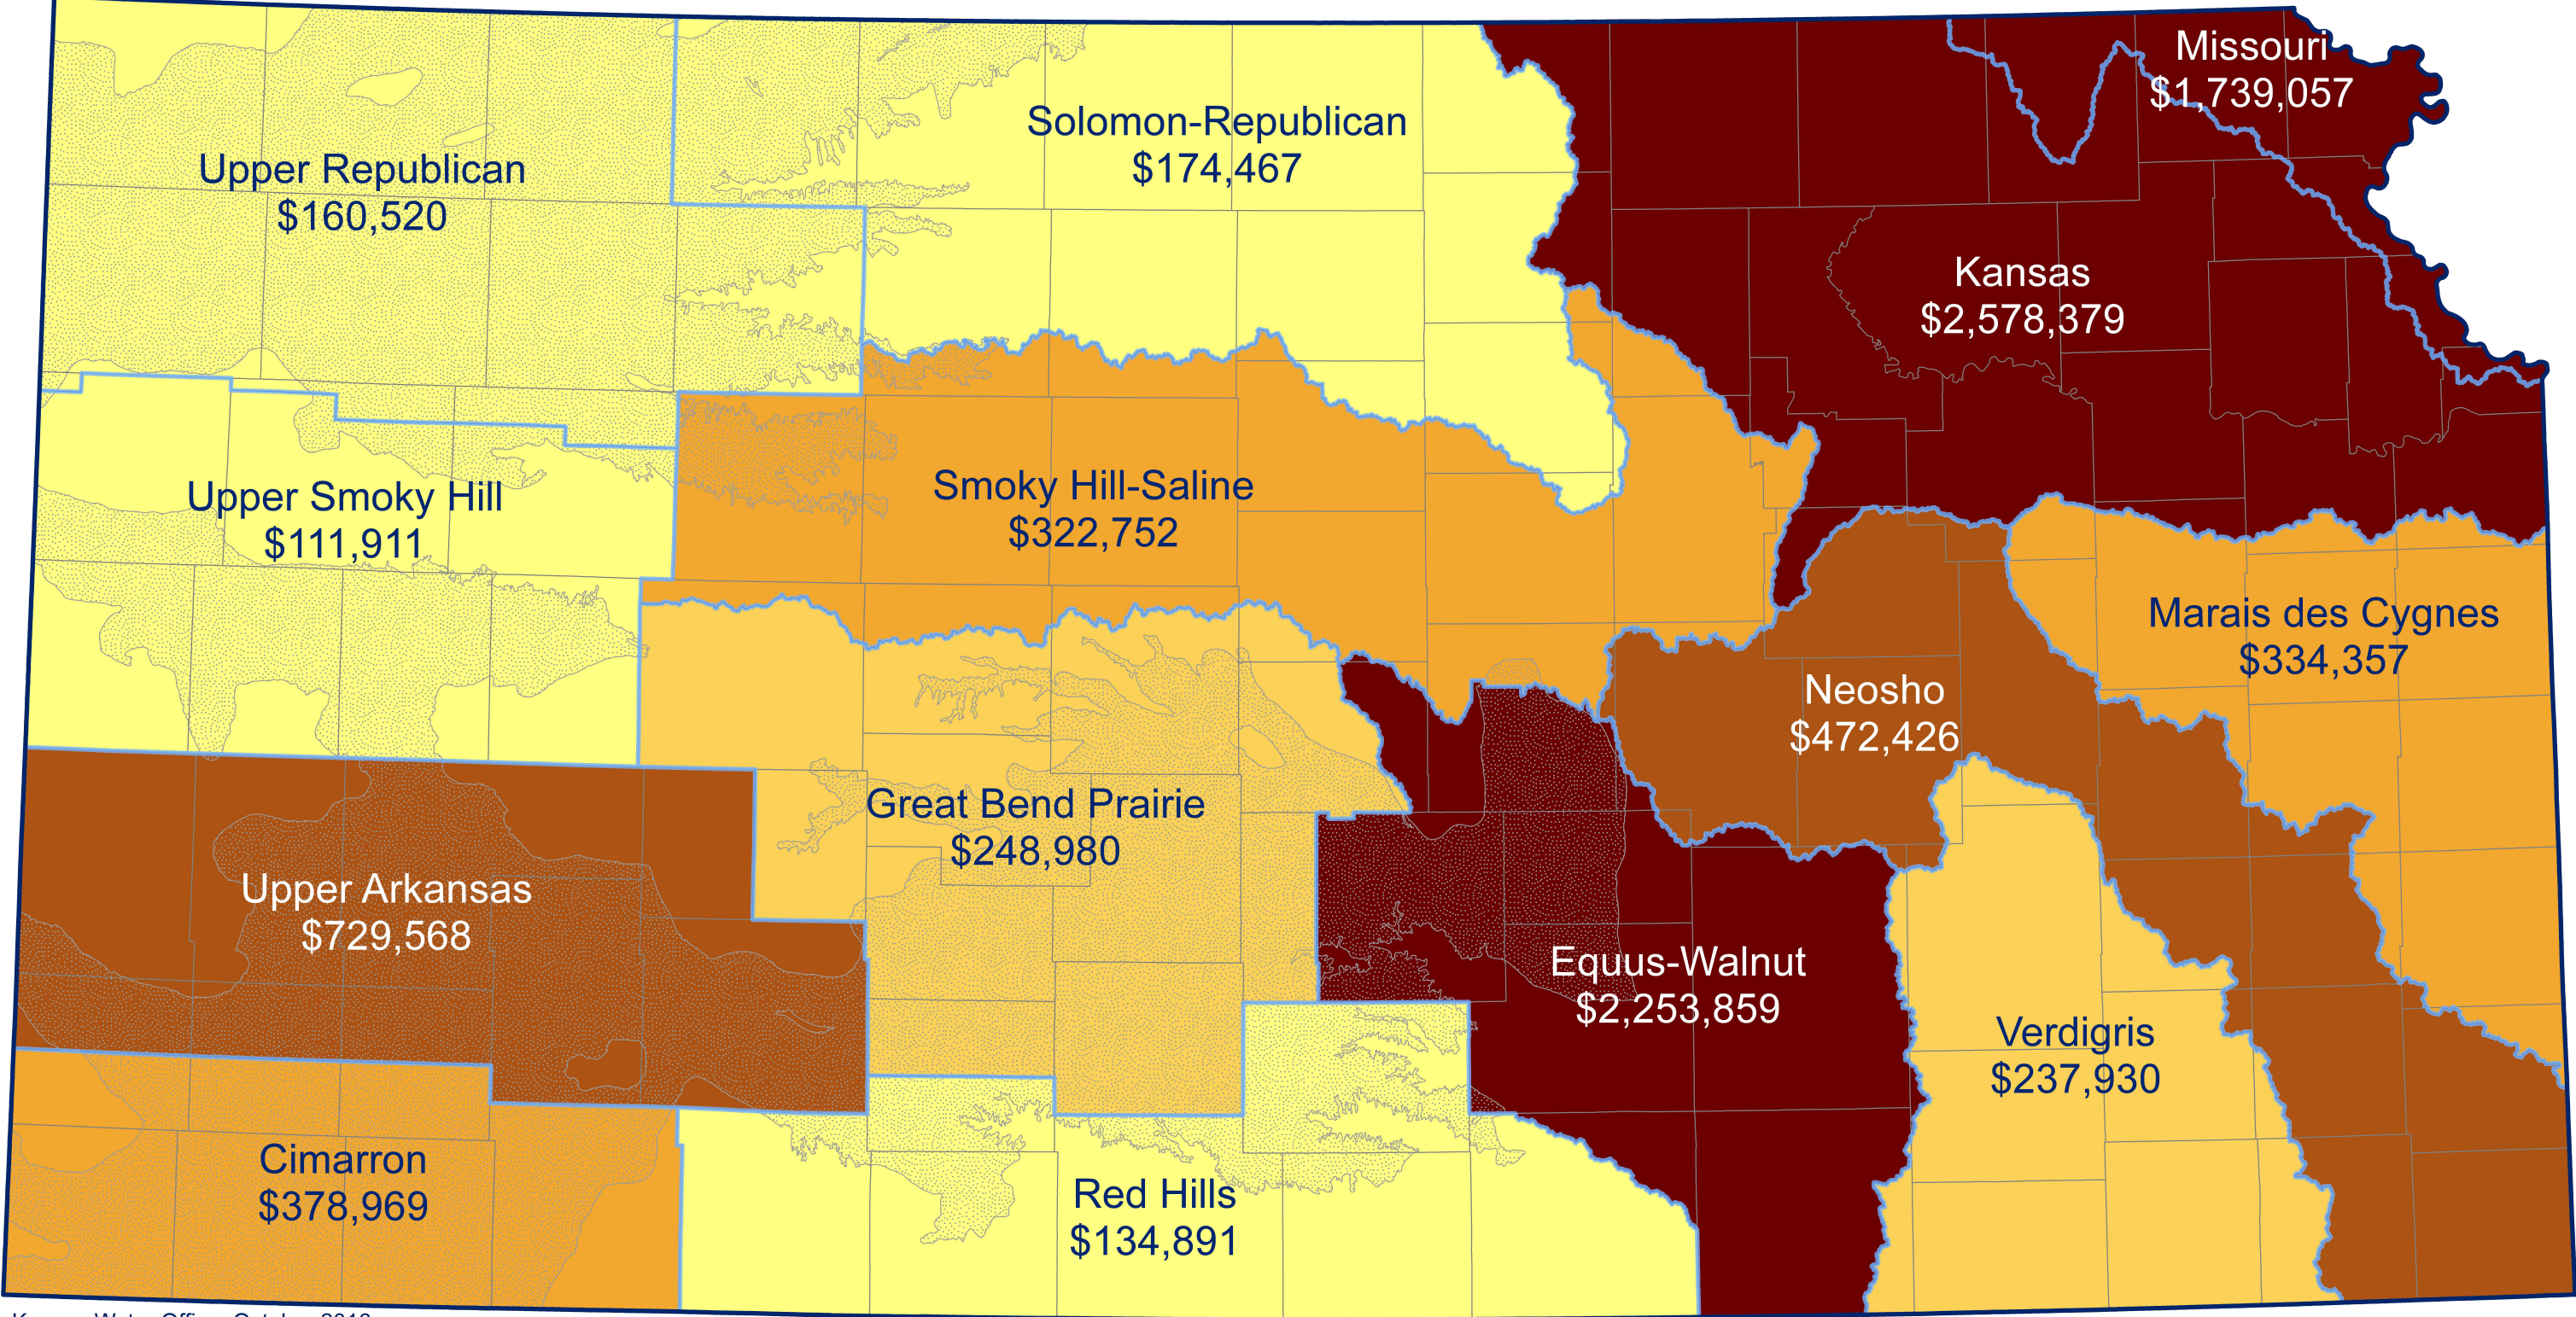 Missouri
$1,739,057
Solomon-Republican
$174,467
Upper Republican
$160,520
Kansas
$2,578,379
Upper Smoky Hill
$111,911
Smoky Hill-Saline
$322,752
Marais des Cygnes
$334,357
Neosho
$472,426
Great Bend Prairie
$248,980
Upper Arkansas
$729,568
Equus-Walnut
$2,253,859
Verdigris
$237,930
Cimarron
$378,969
Red Hills
$134,891